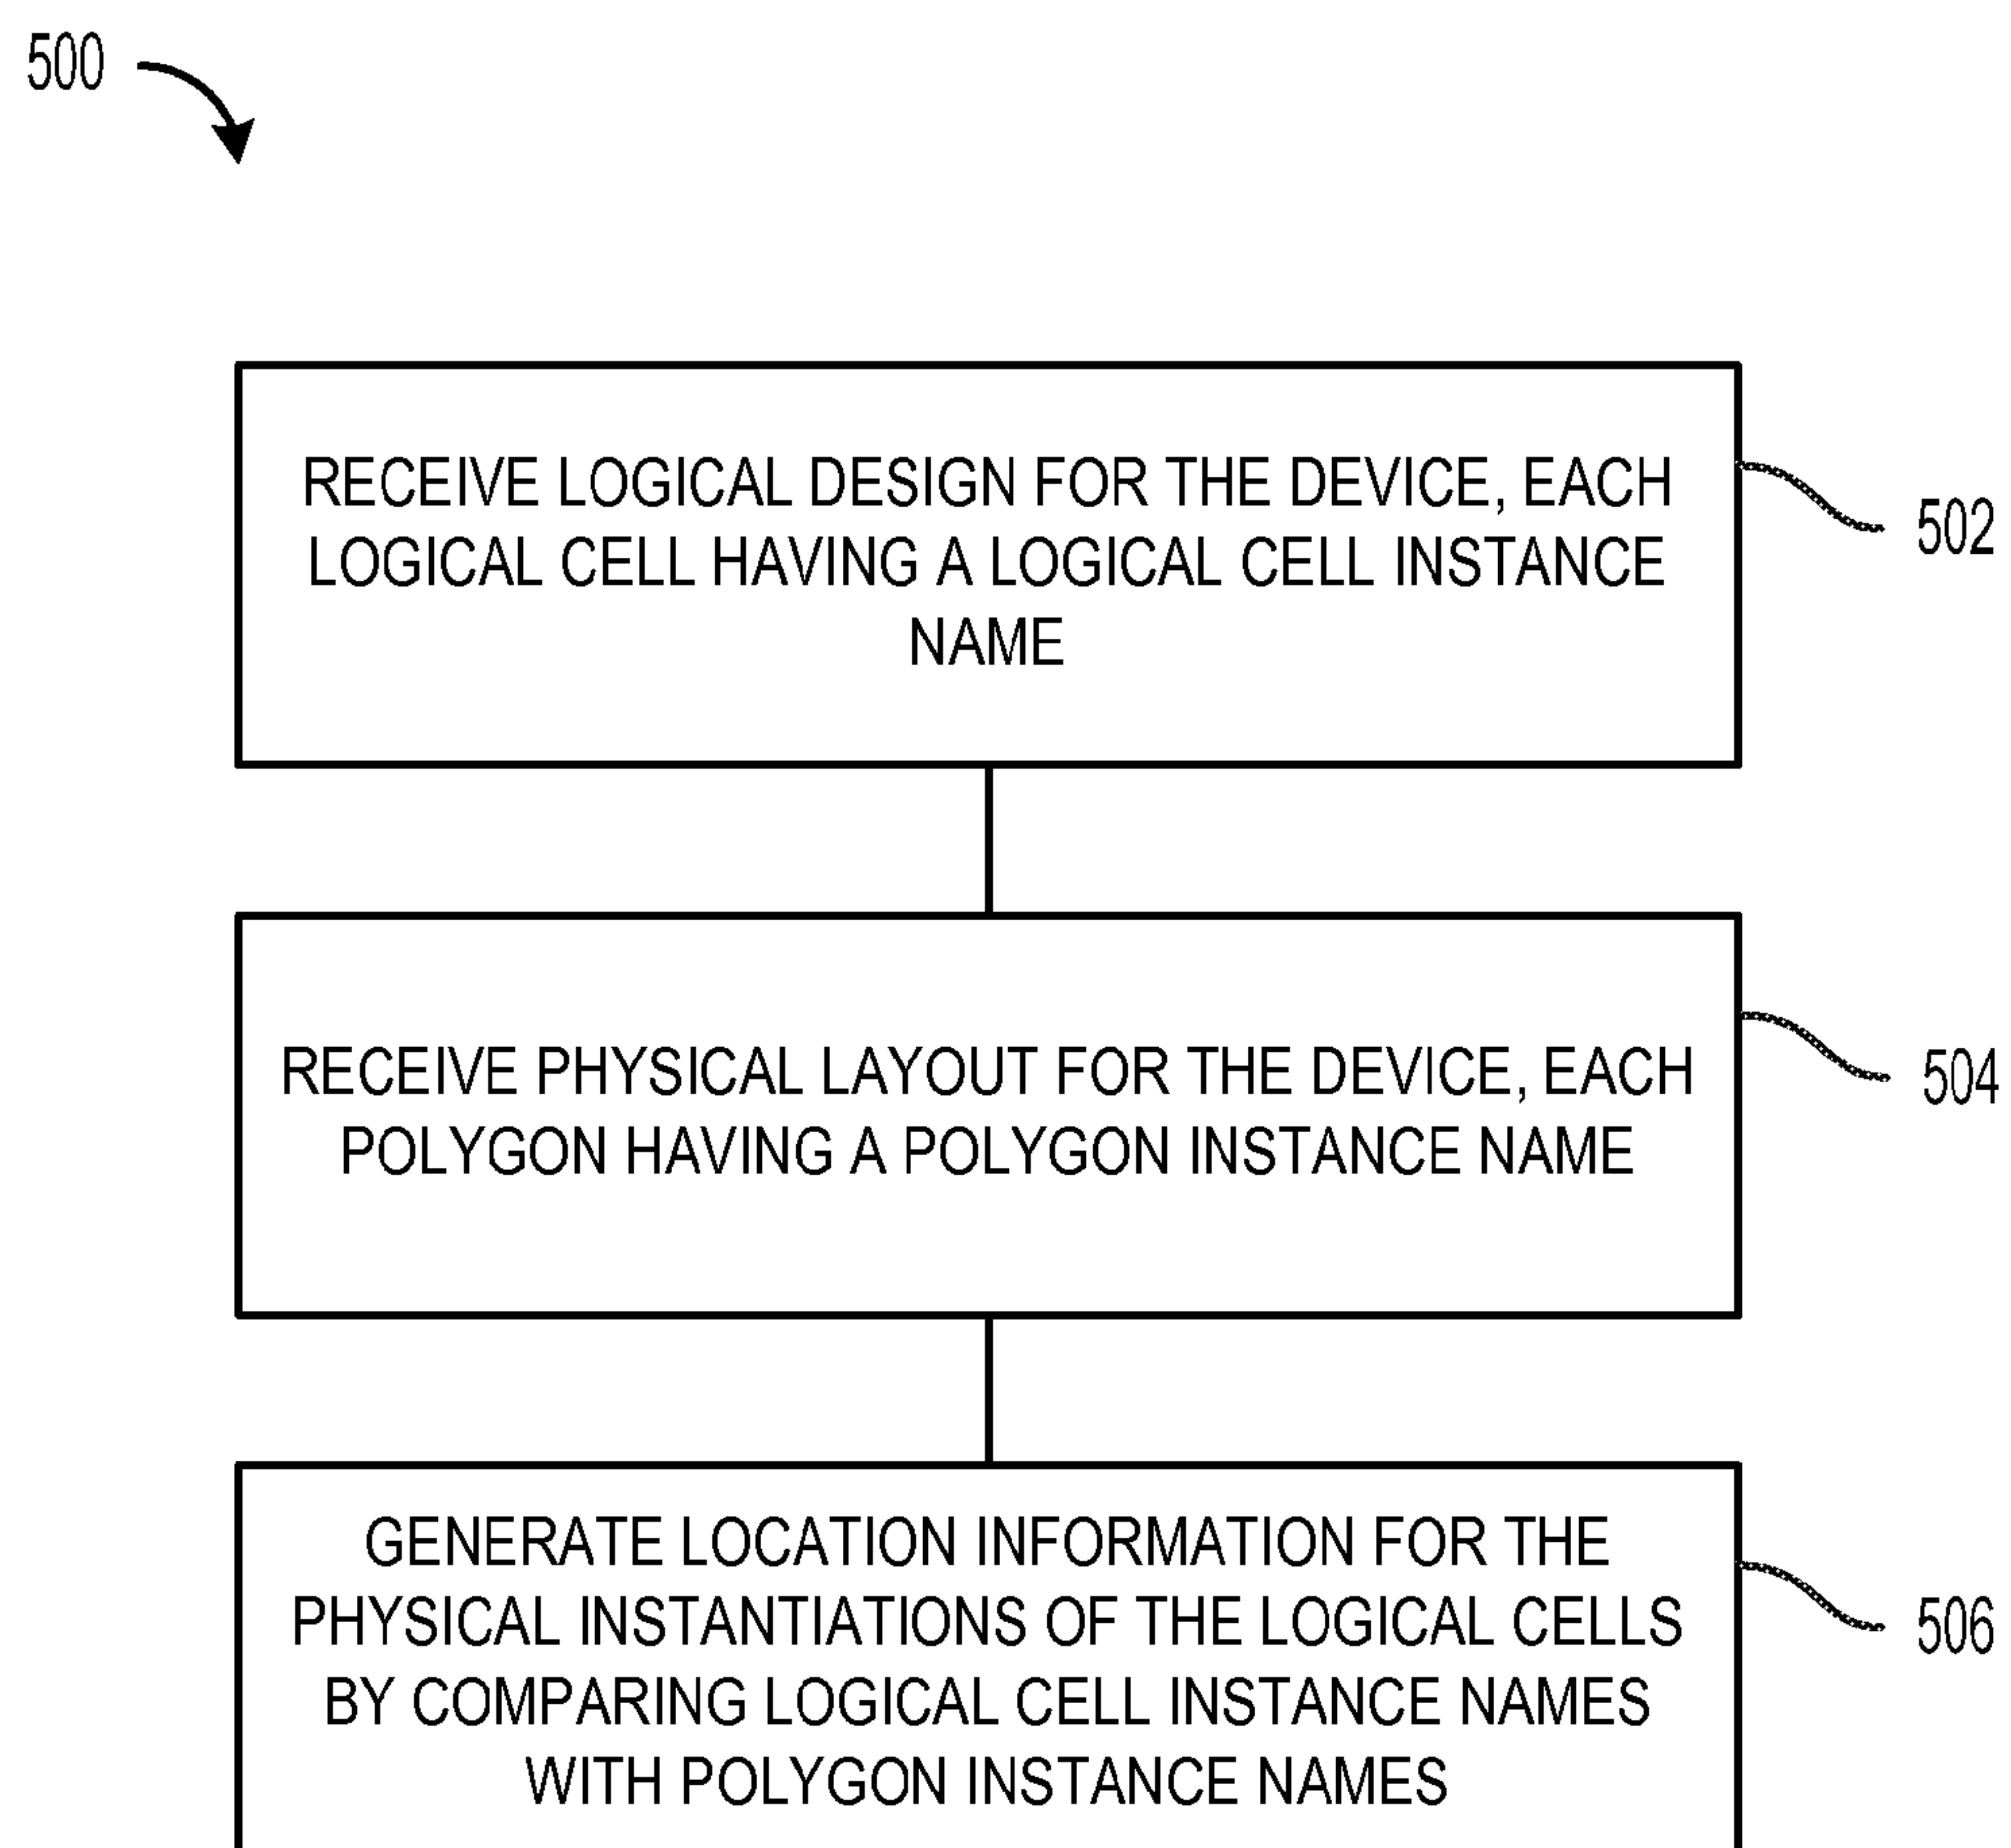 500
RECEIVE LOGICAL DESIGN FOR THE DEVICE, EACH
LOGICAL CELL HAVING A LOGICAL CELL INSTANCE
NAME
502
RECEIVE PHYSICAL LAYOUT FOR THE DEVICE, EACH
POLYGON HAVING A POLYGON INSTANCE NAME
504
GENERATE LOCATION INFORMATION FOR THE
PHYSICAL INSTANTIATIONS OF THE LOGICAL CELLS
BY COMPARING LOGICAL CELL INSTANCE NAMES
WITH POLYGON INSTANCE NAMES
506